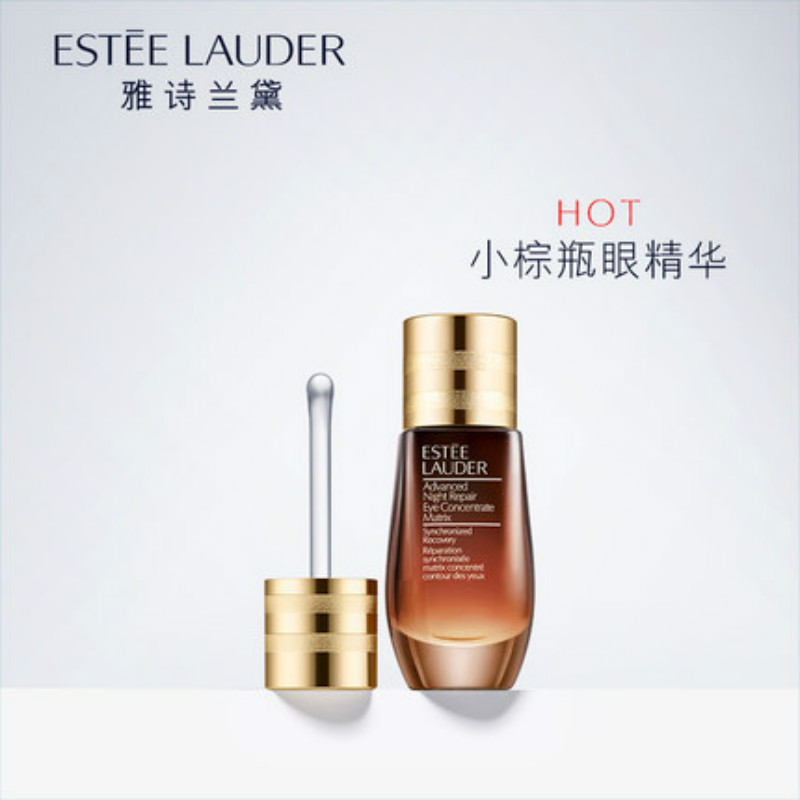 ESTĒE LAUDER
雅诗兰黛
HOT
小棕瓶眼精华
ESTĒE
LAUDER
Advanced
Night Repair
Eye Concentrate
Matrix
Synchronized
Recovery
Réparation
synchronisée
matrix concentré
contour des yeux